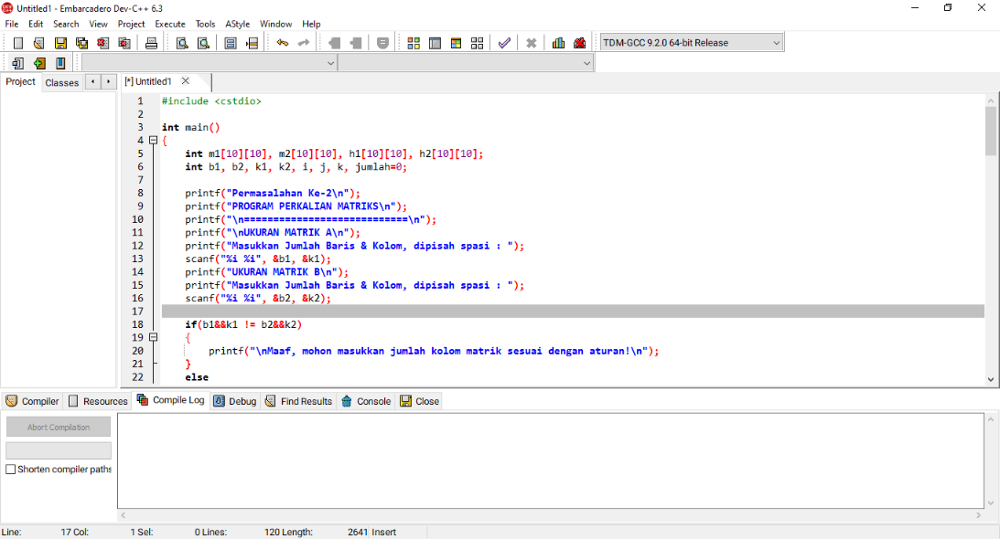 Untitled1 - Embarcadero Dev-C++ 6.3
File Edit Search View Project Execute Tools AStyle Window Help
TDM-GCC 9.2.0 64-bit Release
Project Classes
[*] Untitled1
1 #include <cstdio>
2
3 int main()
4 {
5 int m1[10][10], m2[10][10], h1[10][10], h2[10][10];
6 int b1, b2, k1, k2, i, j, k, jumlah=0;
7
8 printf("Permasalahan Ke-2\n");
9 printf("PROGRAM PERKALIAN MATRIKS\n");
10 printf("\n============================\n");
11 printf("\nUKURAN MATRIK A\n");
12 printf("Masukkan Jumlah Baris & Kolom, dipisah spasi : ");
13 scanf("%i %i", &b1, &k1);
14 printf("UKURAN MATRIK B\n");
15 printf("Masukkan Jumlah Baris & Kolom, dipisah spasi : ");
16 scanf("%i %i", &b2, &k2);
17
18 if(b1&&k1 != b2&&k2)
19 {
20 printf("\nMaaf, mohon masukkan jumlah kolom matrik sesuai dengan aturan!\n");
21 }
22 else
Compiler Resources Compile Log Debug Find Results Console Close
Abort Compilation
Shorten compiler paths
Line: 17 Col: 1 Sel: 0 Lines: 120 Length: 2641 Insert